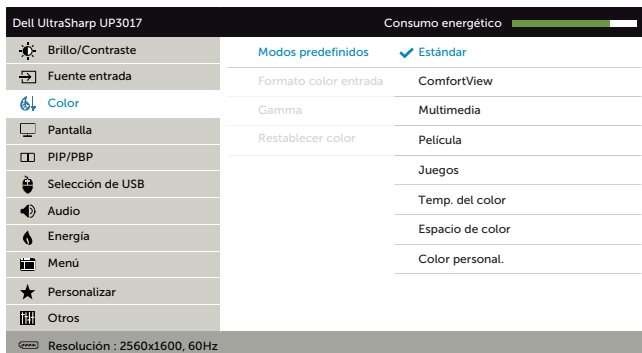 Dell UltraSharp UP3017
Consumo energético
Brillo/Contraste
Modos predefinidos
Estándar
Fuente entrada
Formato color entrada
ComfortView
Color
Gamma
Multimedia
Pantalla
Restablecer color
Película
PIP/PBP
Juegos
Selección de USB
Temp. del color
Audio
Espacio de color
Energía
Color personal.
Menú
Personalizar
Otros
Resolución : 2560x1600, 60Hz